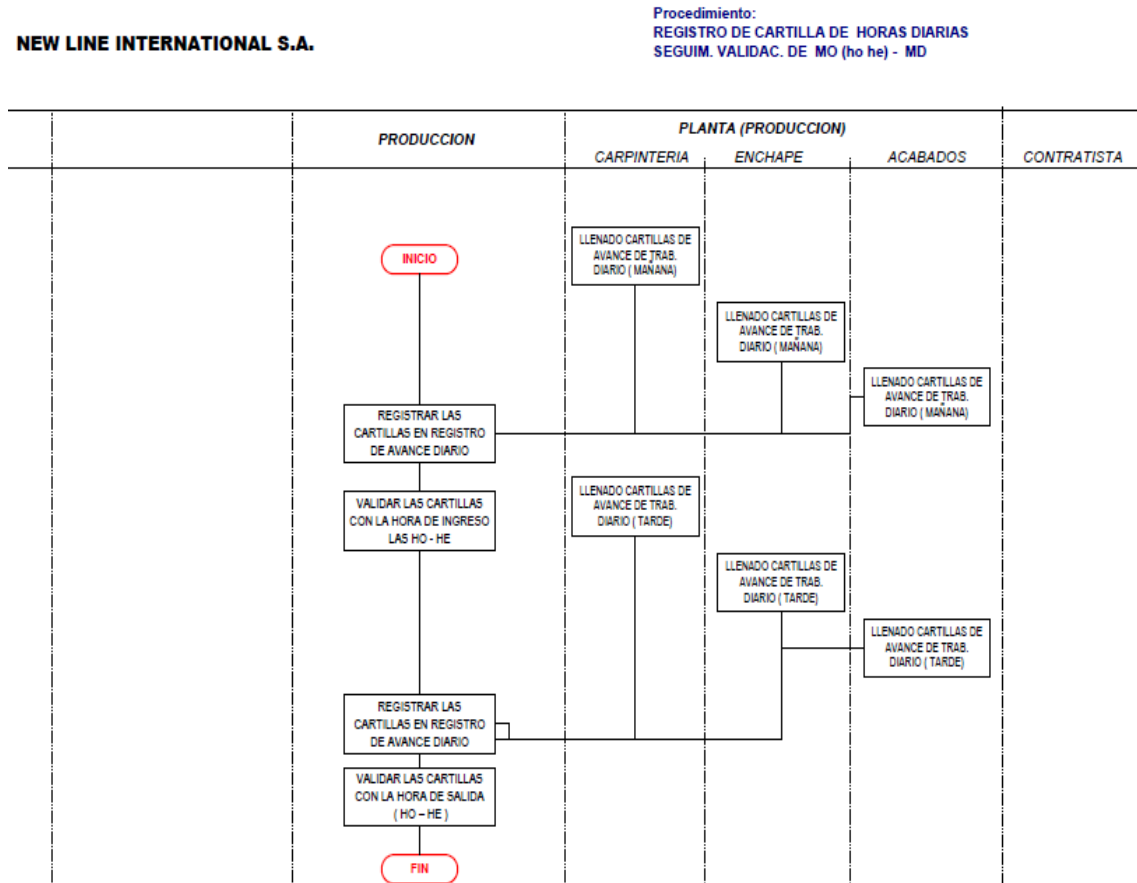 Procedimiento:
REGISTRO DE CARTILLA DE HORAS DIARIAS
SEGUIM. VALIDAC. DE MO (ho he) - MD
NEW LINE INTERNATIONAL S.A.
PRODUCCION
PLANTA (PRODUCCION)
CARPINTERIA
ENCHAPE
ACABADOS
CONTRATISTA
INICIO
LLENADO CARTILLAS DE
AVANCE DE TRAB.
DIARIO ( MAÑANA)
LLENADO CARTILLAS DE
AVANCE DE TRAB.
DIARIO ( MAÑANA)
LLENADO CARTILLAS DE
AVANCE DE TRAB.
DIARIO ( MAÑANA)
REGISTRAR LAS
CARTILLAS EN REGISTRO
DE AVANCE DIARIO
VALIDAR LAS CARTILLAS
CON LA HORA DE INGRESO
LAS HO - HE
LLENADO CARTILLAS DE
AVANCE DE TRAB.
DIARIO ( TARDE)
LLENADO CARTILLAS DE
AVANCE DE TRAB.
DIARIO ( TARDE)
LLENADO CARTILLAS DE
AVANCE DE TRAB.
DIARIO ( TARDE)
REGISTRAR LAS
CARTILLAS EN REGISTRO
DE AVANCE DIARIO
VALIDAR LAS CARTILLAS
CON LA HORA DE SALIDA
( HO – HE )
FIN